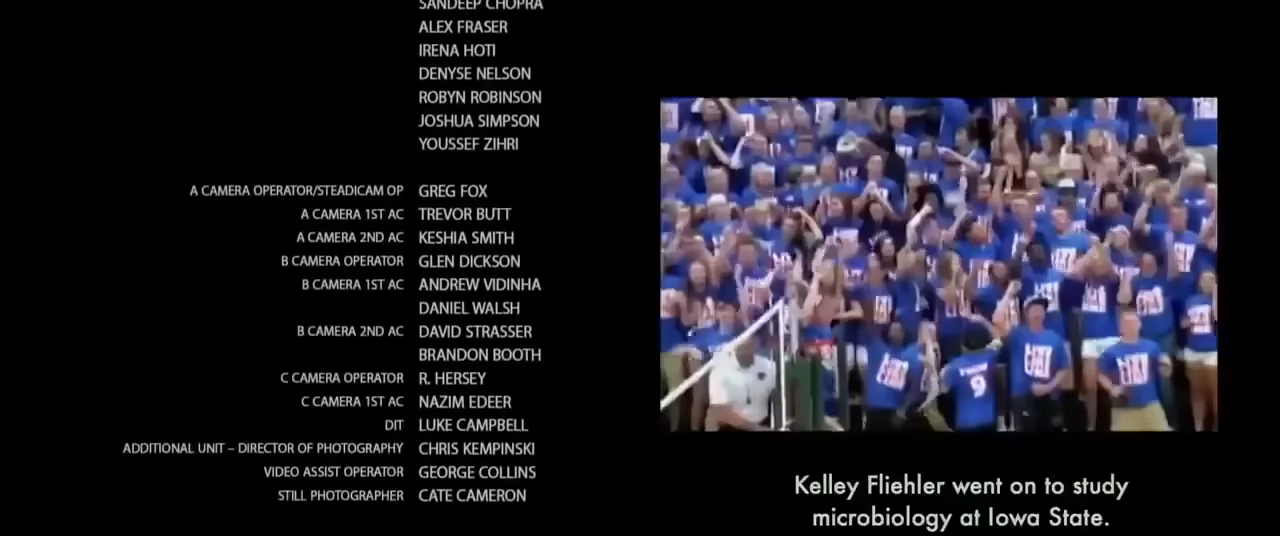 SANDEEP CHOPRA
ALEX FRASER
IRENA HOTI
DENYSE NELSON
ROBYN ROBINSON
JOSHUA SIMPSON
YOUSSEF ZIHRI
A CAMERA OPERATOR/STEADICAM OP GREG FOX
A CAMERA 1ST AC TREVOR BUTT
A CAMERA 2ND AC KESHIA SMITH
B CAMERA OPERATOR GLEN DICKSON
B CAMERA 1ST AC ANDREW VIDINHA
DANIEL WALSH
B CAMERA 2ND AC DAVID STRASSER
BRANDON BOOTH
C CAMERA OPERATOR R. HERSEY
C CAMERA 1ST AC NAZIM EDEER
DIT LUKE CAMPBELL
ADDITIONAL UNIT – DIRECTOR OF PHOTOGRAPHY CHRIS KEMPINSKI
VIDEO ASSIST OPERATOR GEORGE COLLINS
STILL PHOTOGRAPHER CATE CAMERON
9
Kelley Fliehler went on to study
microbiology at Iowa State.